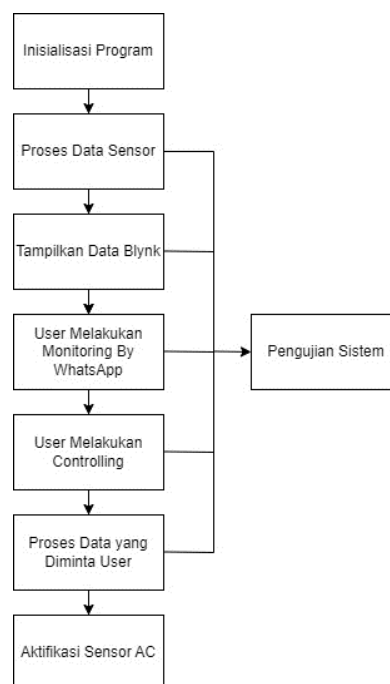 Inisialisasi Program
Proses Data Sensor
Tampilkan Data Blynk
User Melakukan
Monitoring By
WhatsApp
Pengujian Sistem
User Melakukan
Controlling
Proses Data yang
Diminta User
Aktifikasi Sensor AC